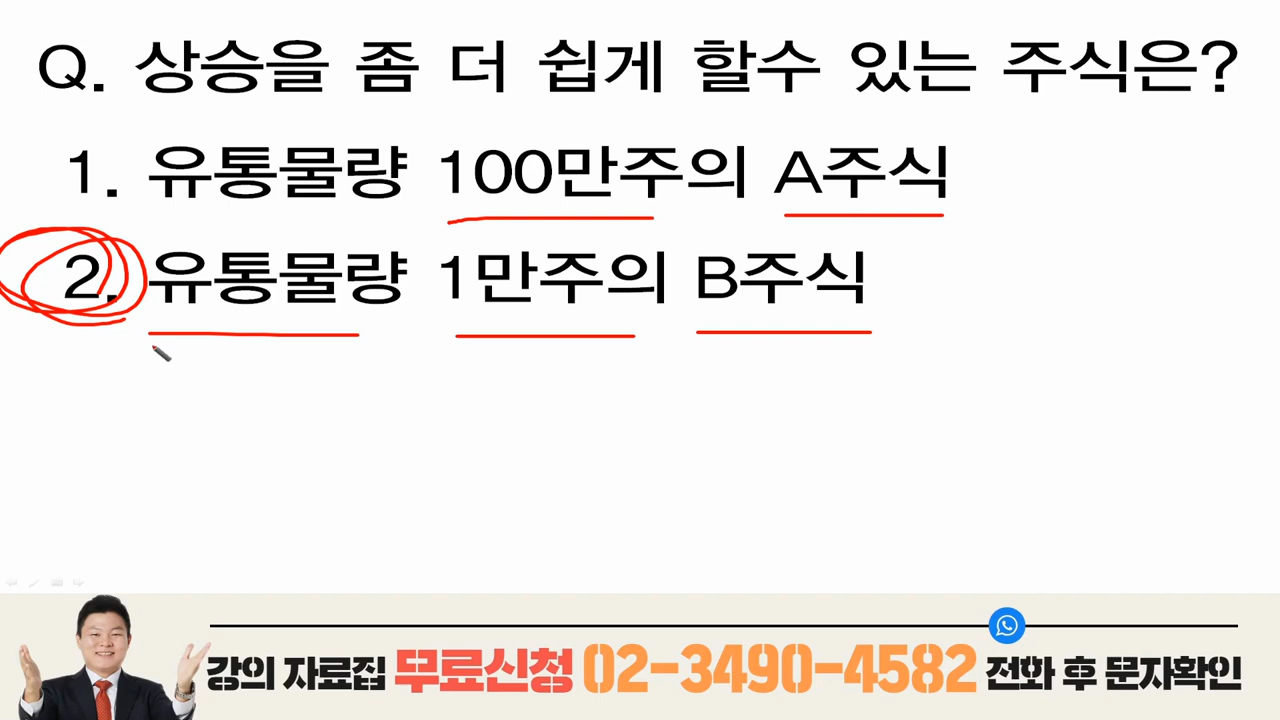 Q. 상승을 좀 더 쉽게 할수 있는 주식은?
1. 유통물량 100만주의 A주식
2. 유통물량 1만주의 B주식
강의 자료집 무료신청 02-3490-4582 전화 후 문자확인